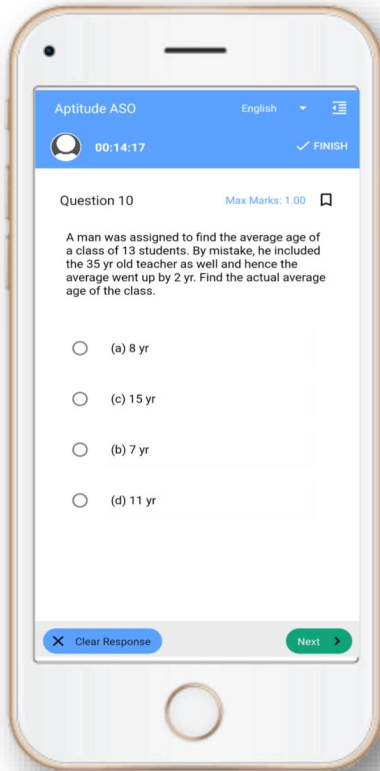 Aptitude ASO English
00:14:17 FINISH
Question 10 Max Marks: 1.00
A man was assigned to find the average age of
a class of 13 students. By mistake, he included
the 35 yr old teacher as well and hence the
average went up by 2 yr. Find the actual average
age of the class.
(a) 8 yr
(c) 15 yr
(b) 7 yr
(d) 11 yr
Clear Response Next